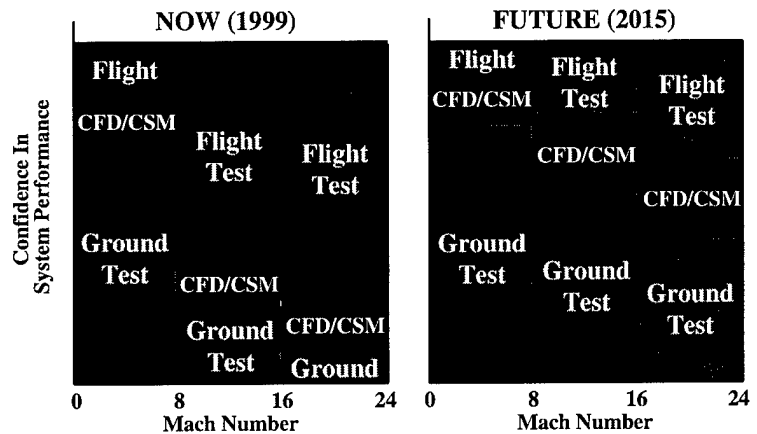 NOW (1999)
Confidence In
System Performance
Flight
CFD/CSM
Flight
Test
Flight
Test
Ground
Test
CFD/CSM
Ground
Test
CFD/CSM
Ground
0 8 16 24
Mach Number
FUTURE (2015)
Flight
CFD/CSM
Flight
Test
Flight
Test
CFD/CSM
CFD/CSM
Ground
Test
Ground
Test
Ground
Test
0 8 16 24
Mach Number